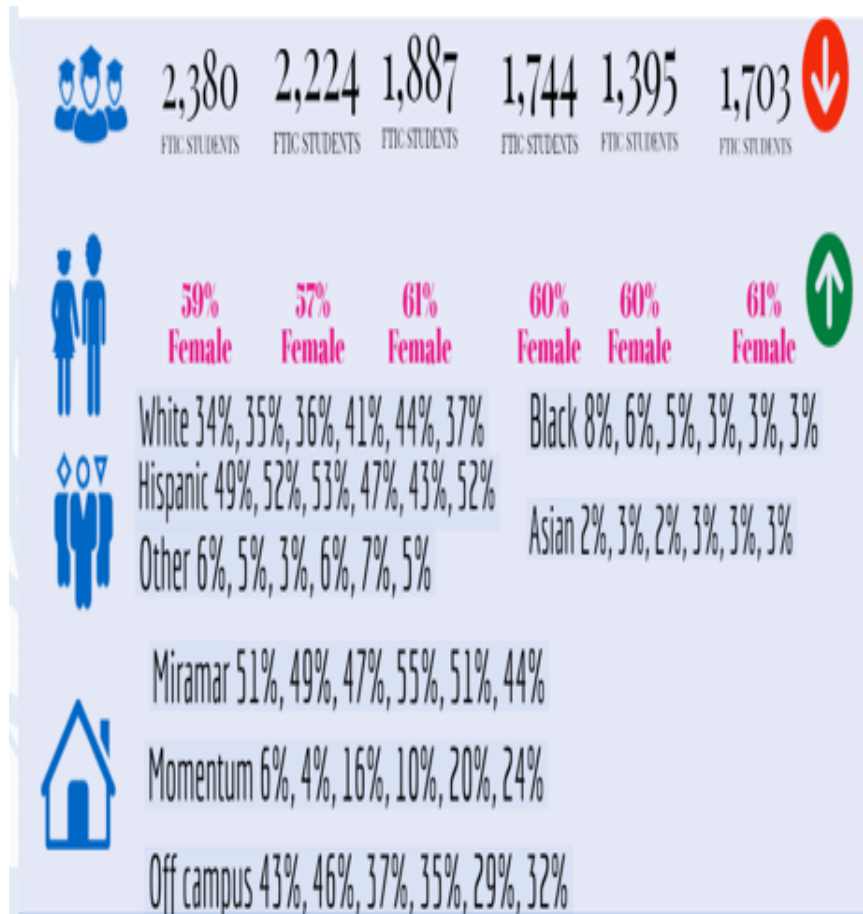 2,380 2,224 1,887 1,744 1,395 1,703
FTIC STUDENTS FTIC STUDENTS FTIC STUDENTS FTIC STUDENTS FTIC STUDENTS FTIC STUDENTS
59% 57% 61% 60% 60% 61%
Female Female Female Female Female Female
White 34%, 35%, 36%, 41%, 44%, 37%
Hispanic 49%, 52%, 53%, 47%, 43%, 52%
Other 6%, 5%, 3%, 6%, 7%, 5%
Black 8%, 6%, 5%, 3%, 3%, 3%
Asian 2%, 3%, 2%, 3%, 3%, 3%
Miramar 51%, 49%, 47%, 55%, 51%, 44%
Momentum 6%, 4%, 16%, 10%, 20%, 24%
Off campus 43%, 46%, 37%, 35%, 29%, 32%